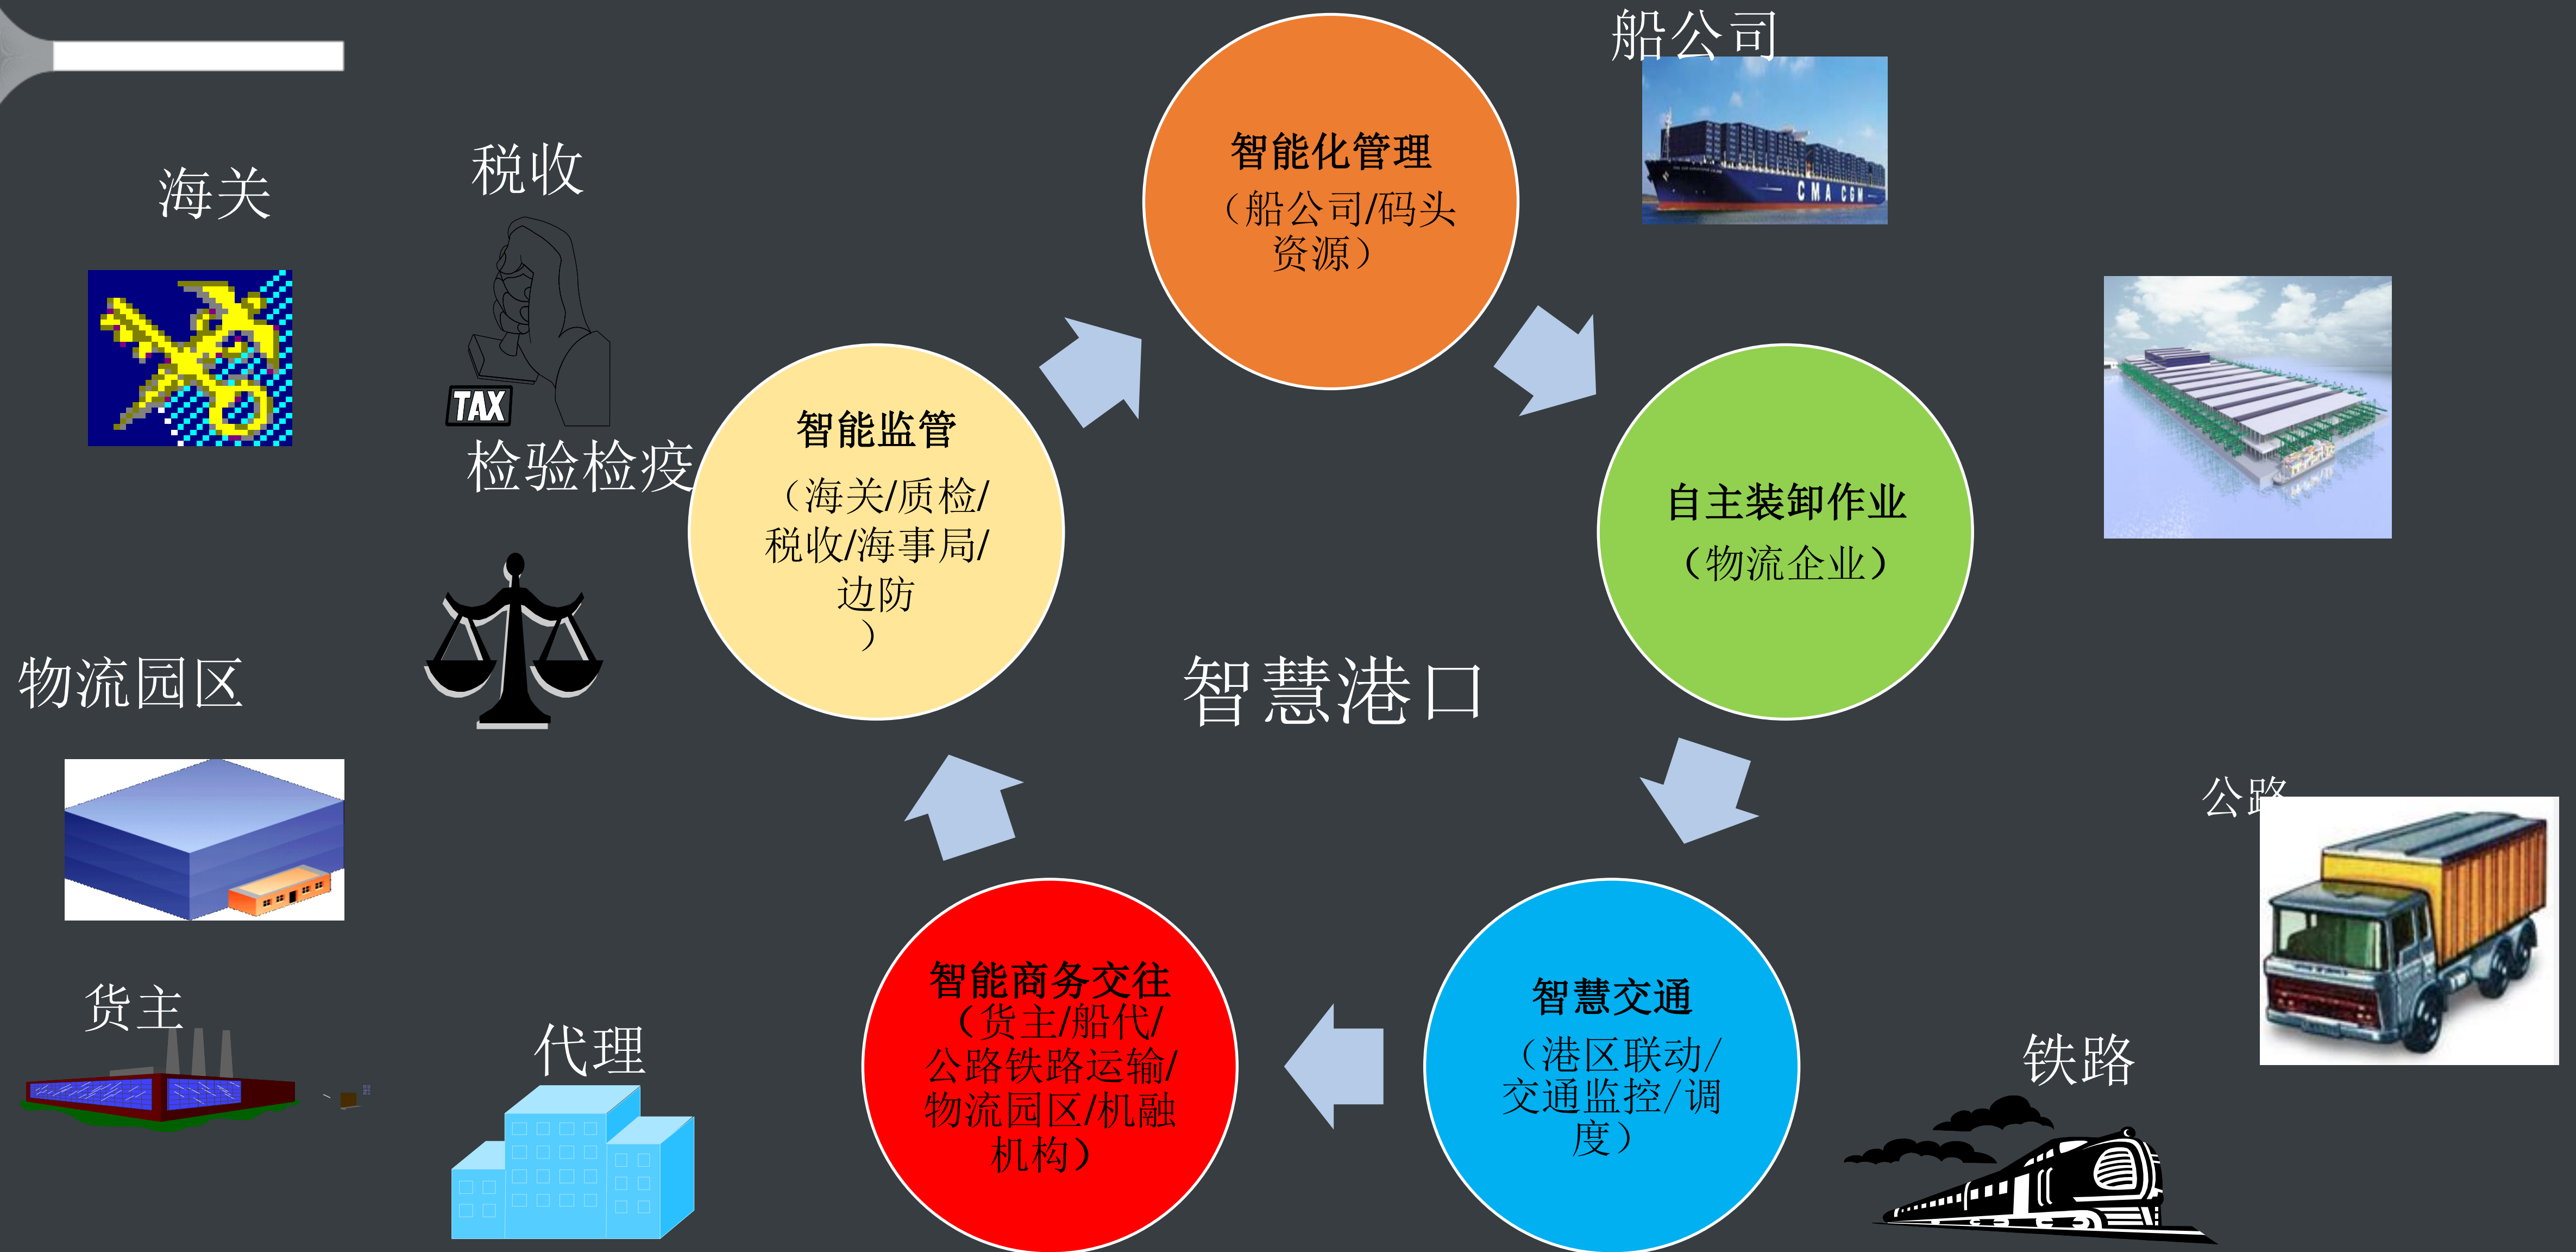 船公司
税收
海关
TAX
检验检疫
物流园区
货主
代理
智能化管理
（船公司/码头
资源）
CMA CGM
智能监管
（海关/质检/
税收/海事局/
边防
）
自主装卸作业
（物流企业）
智慧港口
公路
智能商务交往
（货主/船代/
公路铁路运输/
物流园区/机融
机构）
智慧交通
（港区联动/
交通监控/调
度）
铁路